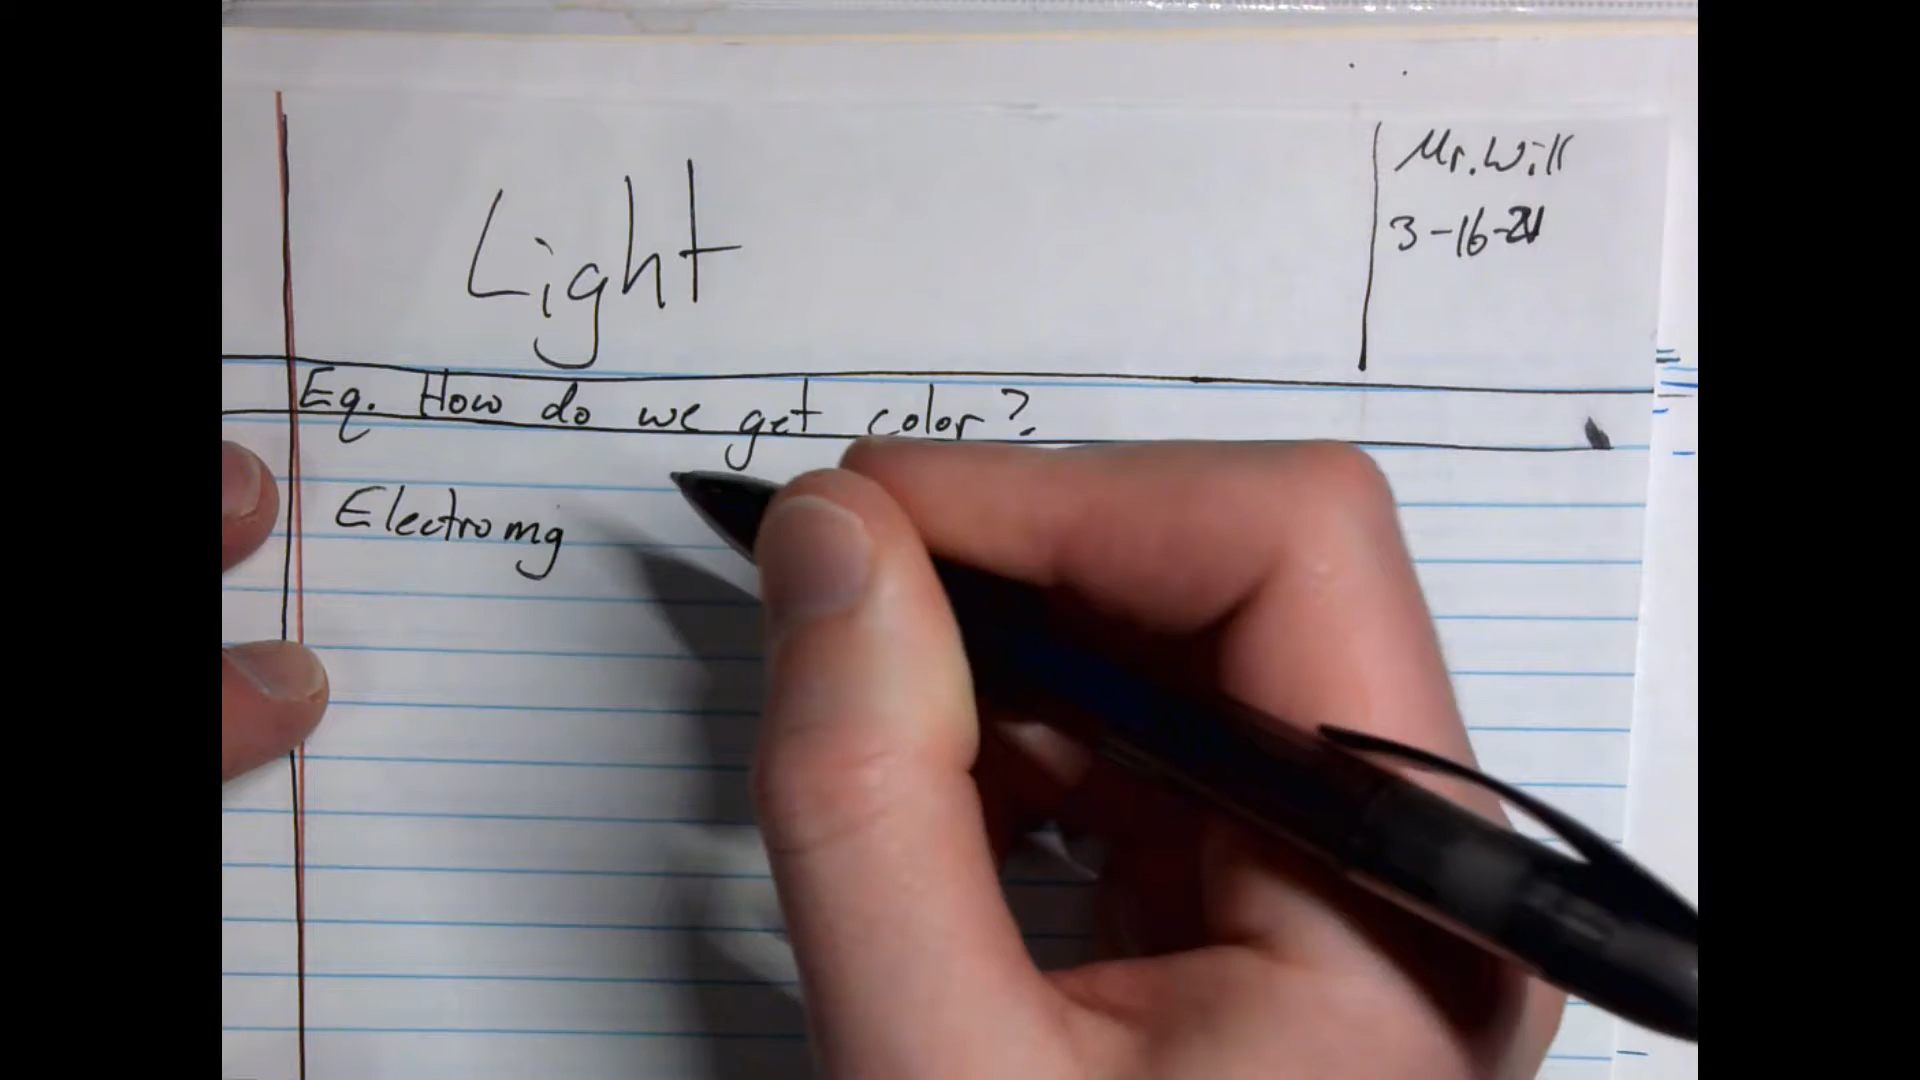 Light
Mr. Will
3-16-21
Eq. How do we get color?
Electromg